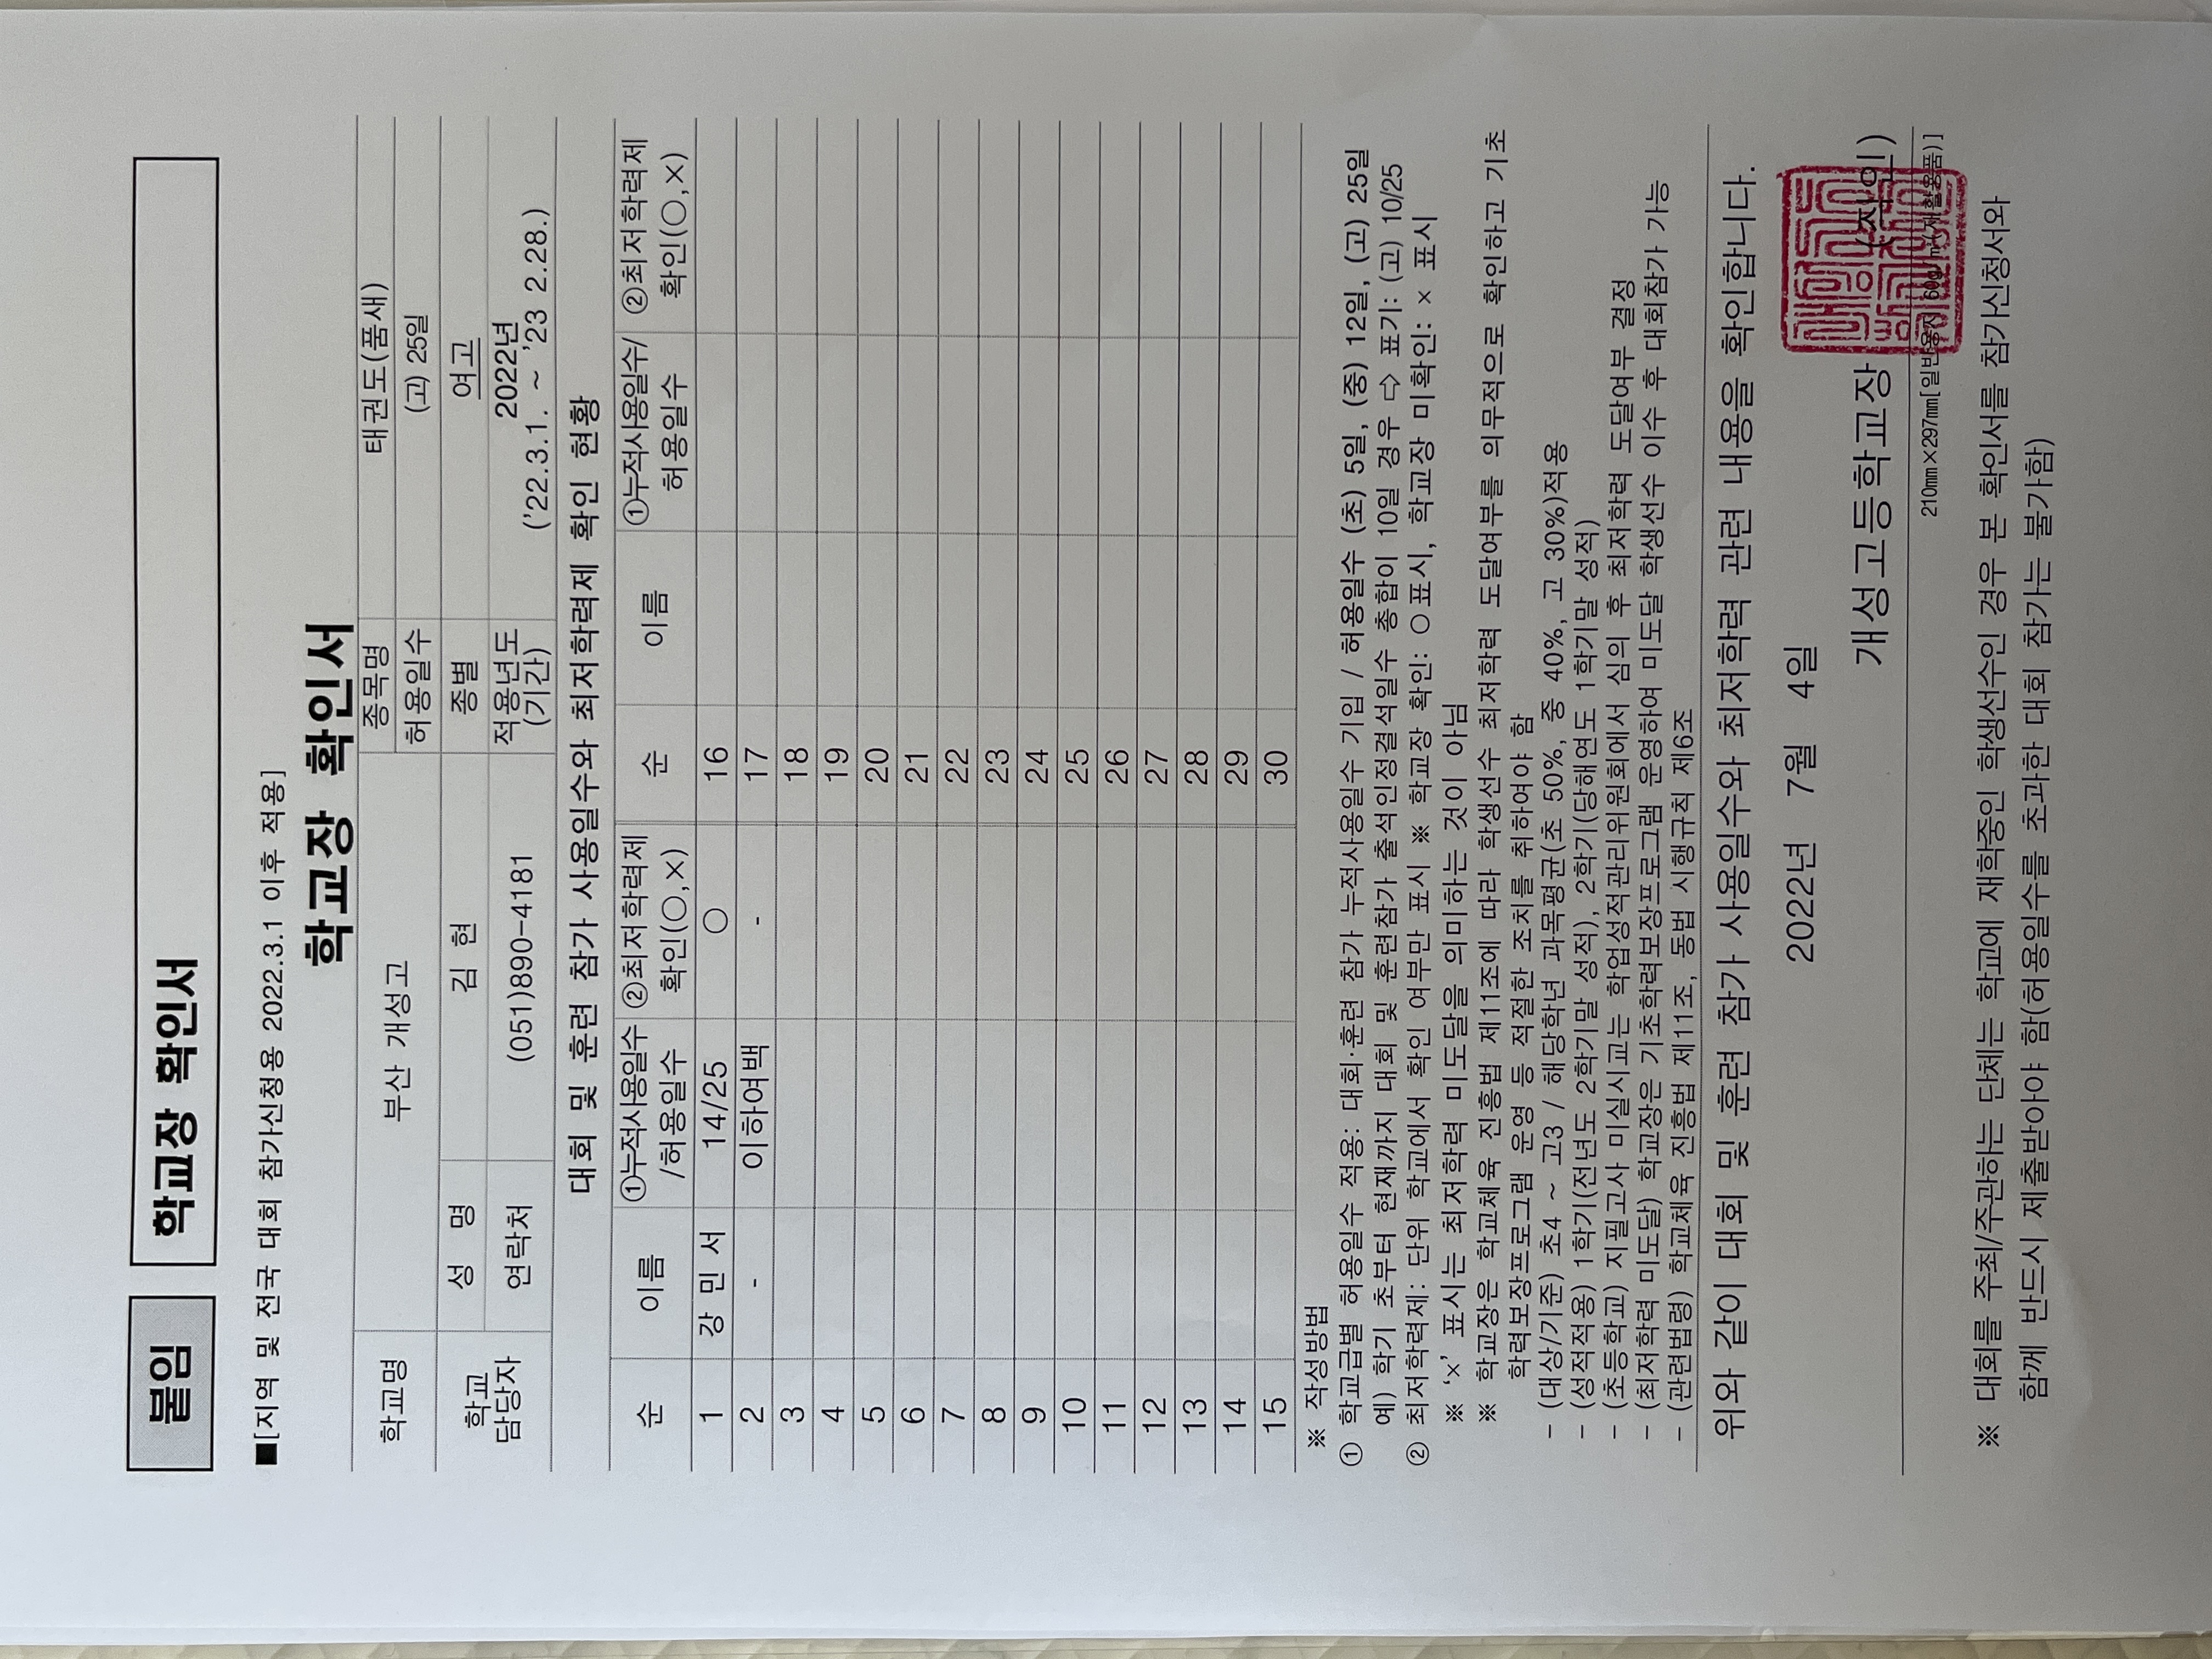 붙임 학교장 확인서
■[지역 및 전국 대회 참가신청용 2022.3.1 이후 적용]
학교장 확인서
학교명 부산 개성고 종목명 태권도(품새)
허용일수 (고) 25일
학교 담당자 성 명 김 현 종별 여고
연락처 (051)890-4181 적용년도 (기간) 2022년 ('22.3.1. ~ '23 2.28.)
대회 및 훈련 참가 사용일수와 최저학력제 확인 현황
순 이름 ①누적사용일수 /허용일수 ②최저학력제 확인(○,×) 순 이름 ①누적사용일수/ 허용일수 ②최저학력제 확인(○,×)
1 강 민 서 14/25 ○ 16
2 - 이하여백 - 17
3 18
4 19
5 20
6 21
7 22
8 23
9 24
10 25
11 26
12 27
13 28
14 29
15 30
※ 작성방법
① 학교급별 허용일수 적용: 대회·훈련 참가 누적사용일수 기입 / 허용일수 (초) 5일, (중) 12일, (고) 25일
예) 학기 초부터 현재까지 대회 및 훈련참가 출석인정결석일수 총합이 10일 경우 ⇨ 표기: (고) 10/25
② 최저학력제: 단위 학교에서 확인 여부만 표시 ※ 학교장 확인: ○표시, 학교장 미확인: × 표시
※ '×' 표시는 최저학력 미도달을 의미하는 것이 아님
※ 학교장은 학교체육 진흥법 제11조에 따라 학생선수 최저학력 도달여부를 의무적으로 확인하고 기초
학력보장프로그램 운영 등 적절한 조치를 취하여야 함
- (대상/기준) 초4 ~ 고3 / 해당학년 과목평균(초 50%, 중 40%, 고 30%)적용
- (성적적용) 1학기(전년도 2학기말 성적), 2학기(당해연도 1학기말 성적)
- (초등학교) 지필고사 미실시교는 학업성적관리위원회에서 심의 후 최저학력 도달여부 결정
- (최저학력 미도달) 학교장은 기초학력보장프로그램 운영하여 미도달 학생선수 이수 후 대회참가 가능
- (관련법령) 학교체육 진흥법 제11조, 동법 시행규칙 제6조
위와 같이 대회 및 훈련 참가 사용일수와 최저학력 관련 내용을 확인합니다.
2022년 7월 4일
개성고등학교장 (직인)
210㎜×297㎜[일반용지 60g/㎡(재활용품)]
※ 대회를 주최/주관하는 단체는 학교에 재학중인 학생선수인 경우 본 확인서를 참가신청서와
함께 반드시 제출받아야 함(허용일수를 초과한 대회 참가는 불가함)